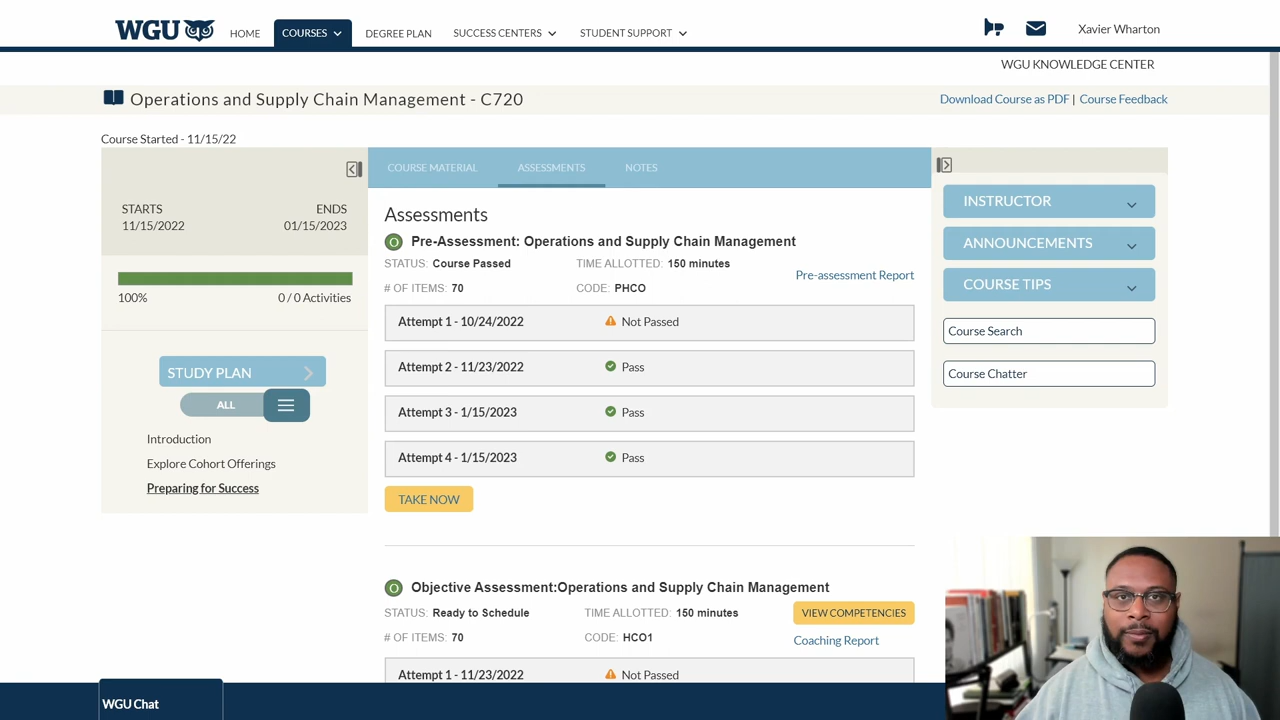 WGU
HOME
COURSES
DEGREE PLAN
SUCCESS CENTERS
STUDENT SUPPORT
Xavier Wharton
WGU KNOWLEDGE CENTER
Operations and Supply Chain Management - C720
Download Course as PDF | Course Feedback
Course Started - 11/15/22
STARTS ENDS
11/15/2022 01/15/2023
100% 0 / 0 Activities
STUDY PLAN
ALL
Introduction
Explore Cohort Offerings
Preparing for Success
COURSE MATERIAL
ASSESSMENTS
NOTES
Assessments
O Pre-Assessment: Operations and Supply Chain Management
STATUS: Course Passed TIME ALLOTTED: 150 minutes
Pre-assessment Report
# OF ITEMS: 70 CODE: PHCO
Attempt 1 - 10/24/2022 Not Passed
Attempt 2 - 11/23/2022 Pass
Attempt 3 - 1/15/2023 Pass
Attempt 4 - 1/15/2023 Pass
TAKE NOW
O Objective Assessment:Operations and Supply Chain Management
STATUS: Ready to Schedule TIME ALLOTTED: 150 minutes VIEW COMPETENCIES
# OF ITEMS: 70 CODE: HCO1 Coaching Report
Attempt 1 - 11/23/2022 Not Passed
INSTRUCTOR
ANNOUNCEMENTS
COURSE TIPS
Course Search
Course Chatter
WGU Chat